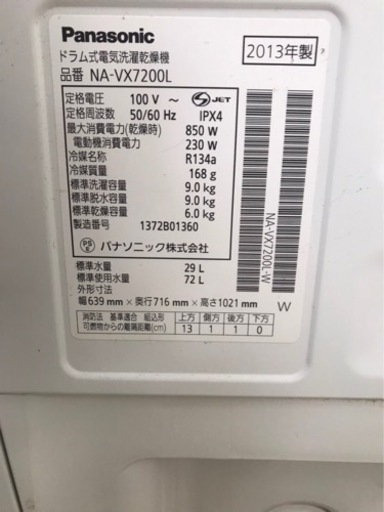 Panasonic
ドラム式電気洗濯乾燥機
2013年製
品番 NA-VX7200L
定格電圧 100 V ～ S JET
定格周波数 50/60 Hz IPX4
最大消費電力(乾燥時) 850 W
電動機消費電力 230 W
冷媒名称 R134a
冷媒質量 168 g
標準洗濯容量 9.0 kg
標準脱水容量 9.0 kg
標準乾燥容量 6.0 kg
製造番号 1372B01360
PSE パナソニック株式会社
標準水量 29 L
標準使用水量 72 L
外形寸法
幅639 mm × 奥行716 mm × 高さ1021 mm
W
消防法 基準適合 組込形 上方 側方 後方 下方
可燃物からの離隔距離(cm) 13 1 1 0
NA-VX7200L-W